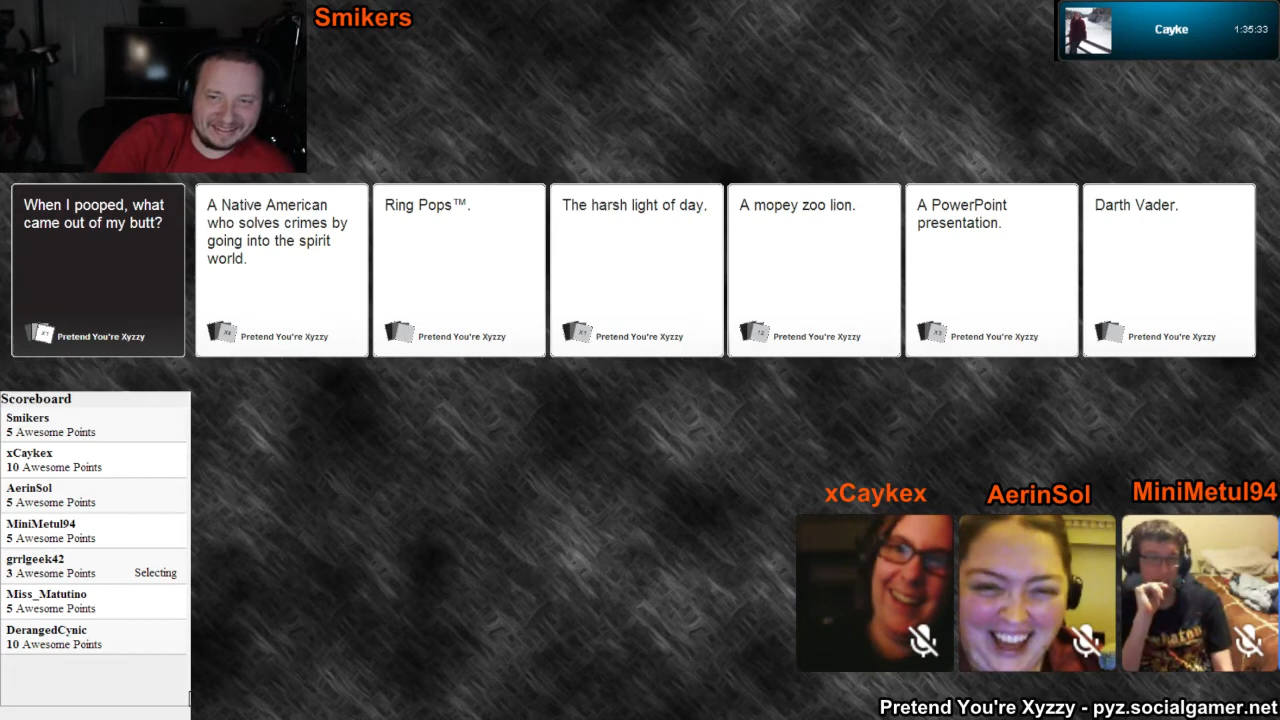 Smikers
Cayke
1:35:33
When I pooped, what
came out of my butt?
X1
Pretend You're Xyzzy
A Native American
who solves crimes by
going into the spirit
world.
X4
Pretend You're Xyzzy
Ring Pops™.
Pretend You're Xyzzy
The harsh light of day.
X1
Pretend You're Xyzzy
A mopey zoo lion.
12
Pretend You're Xyzzy
A PowerPoint
presentation.
X3
Pretend You're Xyzzy
Darth Vader.
Pretend You're Xyzzy
Scoreboard
Smikers
5 Awesome Points
xCaykex
10 Awesome Points
AerinSol
5 Awesome Points
MiniMetul94
5 Awesome Points
grrlgeek42
3 Awesome Points Selecting
Miss_Matutino
5 Awesome Points
DerangedCynic
10 Awesome Points
xCaykex
AerinSol
MiniMetul94
Pretend You're Xyzzy - pyz.socialgamer.net